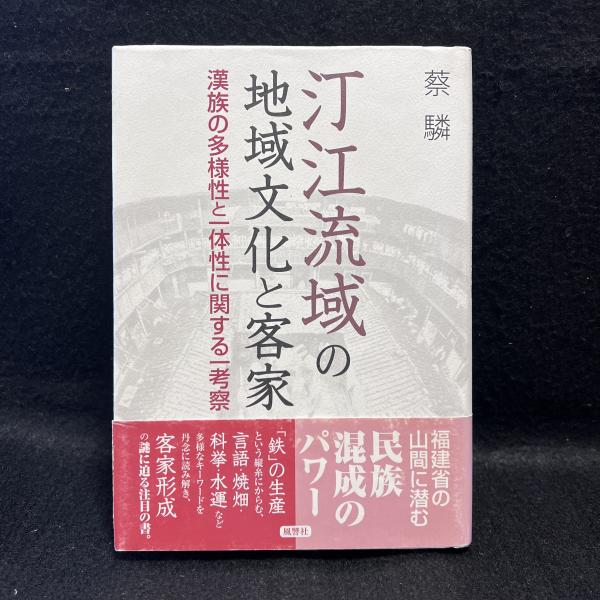 蔡驎
汀江流域の
地域文化と客家
漢族の多様性と一体性に関する一考察
福建省の
山間に潜む
民族
混成の
パワー
「鉄」の生産
という縦糸にからむ、
言語・焼畑・
科挙・水運など
多様なキーワードを
丹念に読み解き、
客家形成
の謎に迫る注目の書。
風響社